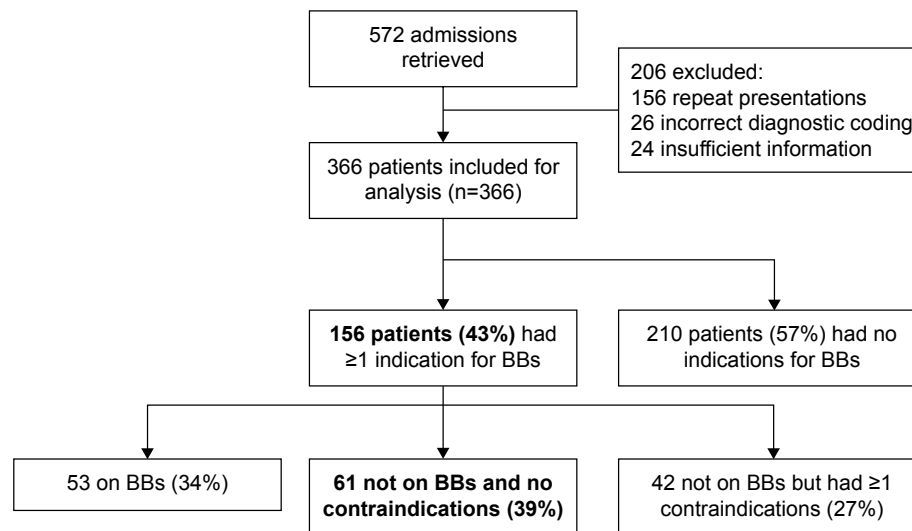 572 admissions
retrieved
206 excluded:
156 repeat presentations
26 incorrect diagnostic coding
24 insufficient information
366 patients included for
analysis (n=366)
156 patients (43%) had
≥1 indication for BBs
210 patients (57%) had no
indications for BBs
53 on BBs (34%)
61 not on BBs and no
contraindications (39%)
42 not on BBs but had ≥1
contraindications (27%)